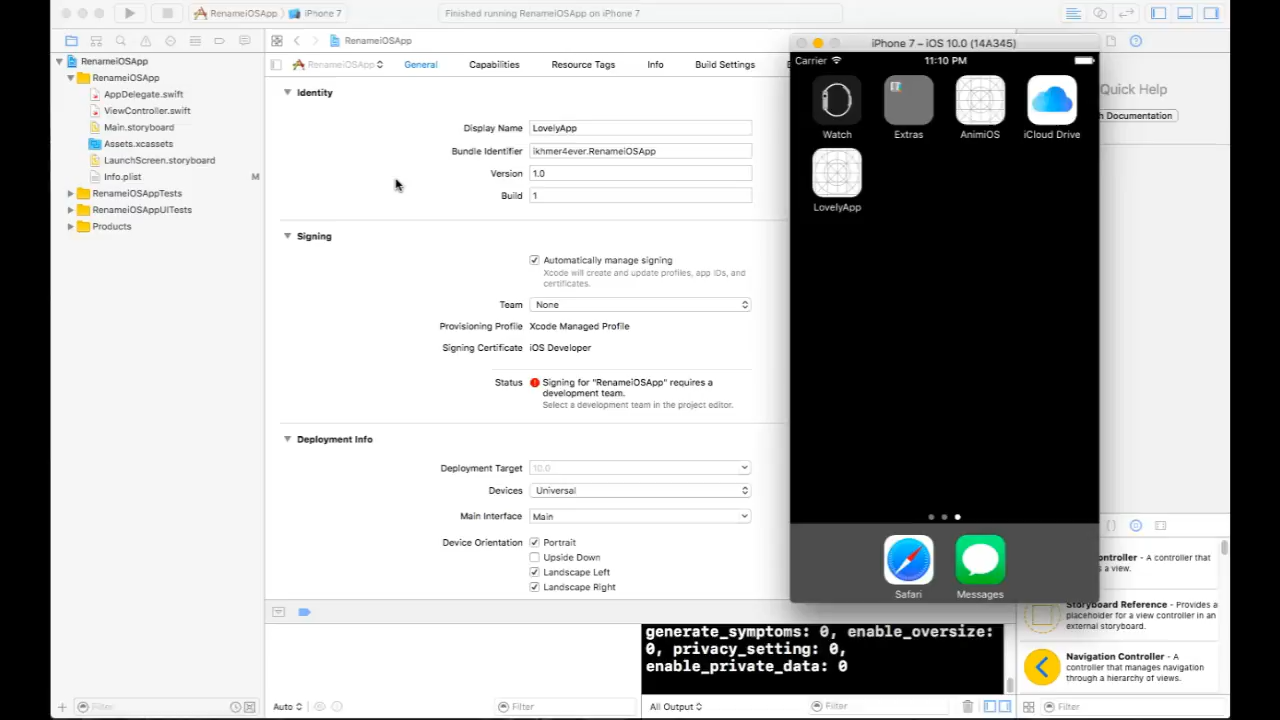 RenameiOSApp
iPhone 7
Finished running RenameiOSApp on iPhone 7
RenameiOSApp
RenameiOSApp
RenameiOSApp
AppDelegate.swift
ViewController.swift
Main.storyboard
Assets.xcassets
LaunchScreen.storyboard
Info.plist
M
RenameiOSAppTests
RenameiOSAppUITests
Products
Filter
RenameiOSApp
General
Capabilities
Resource Tags
Info
Build Settings
Identity
Display Name
LovelyApp
Bundle Identifier
ikhmer4ever.RenameiOSApp
Version
1.0
Build
1
Signing
Automatically manage signing
Xcode will create and update profiles, app IDs, and
certificates.
Team
None
Provisioning Profile
Xcode Managed Profile
Signing Certificate
iOS Developer
Status
Signing for "RenameiOSApp" requires a
development team.
Select a development team in the project editor.
Deployment Info
Deployment Target
10.0
Devices
Universal
Main Interface
Main
Device Orientation
Portrait
Upside Down
Landscape Left
Landscape Right
iPhone 7 – iOS 10.0 (14A345)
Carrier
11:10 PM
Watch
Extras
AnimiOS
iCloud Drive
LovelyApp
Safari
Messages
Quick Help
h Documentation
generate_symptoms: 0, enable_oversize:
0, privacy_setting: 0,
enable_private_data: 0
Auto
Filter
All Output
Filter
ontroller - A controller that
s a view.
Storyboard Reference - Provides a
placeholder for a view controller in an
external storyboard.
Navigation Controller - A
controller that manages navigation
through a hierarchy of views.
Filter